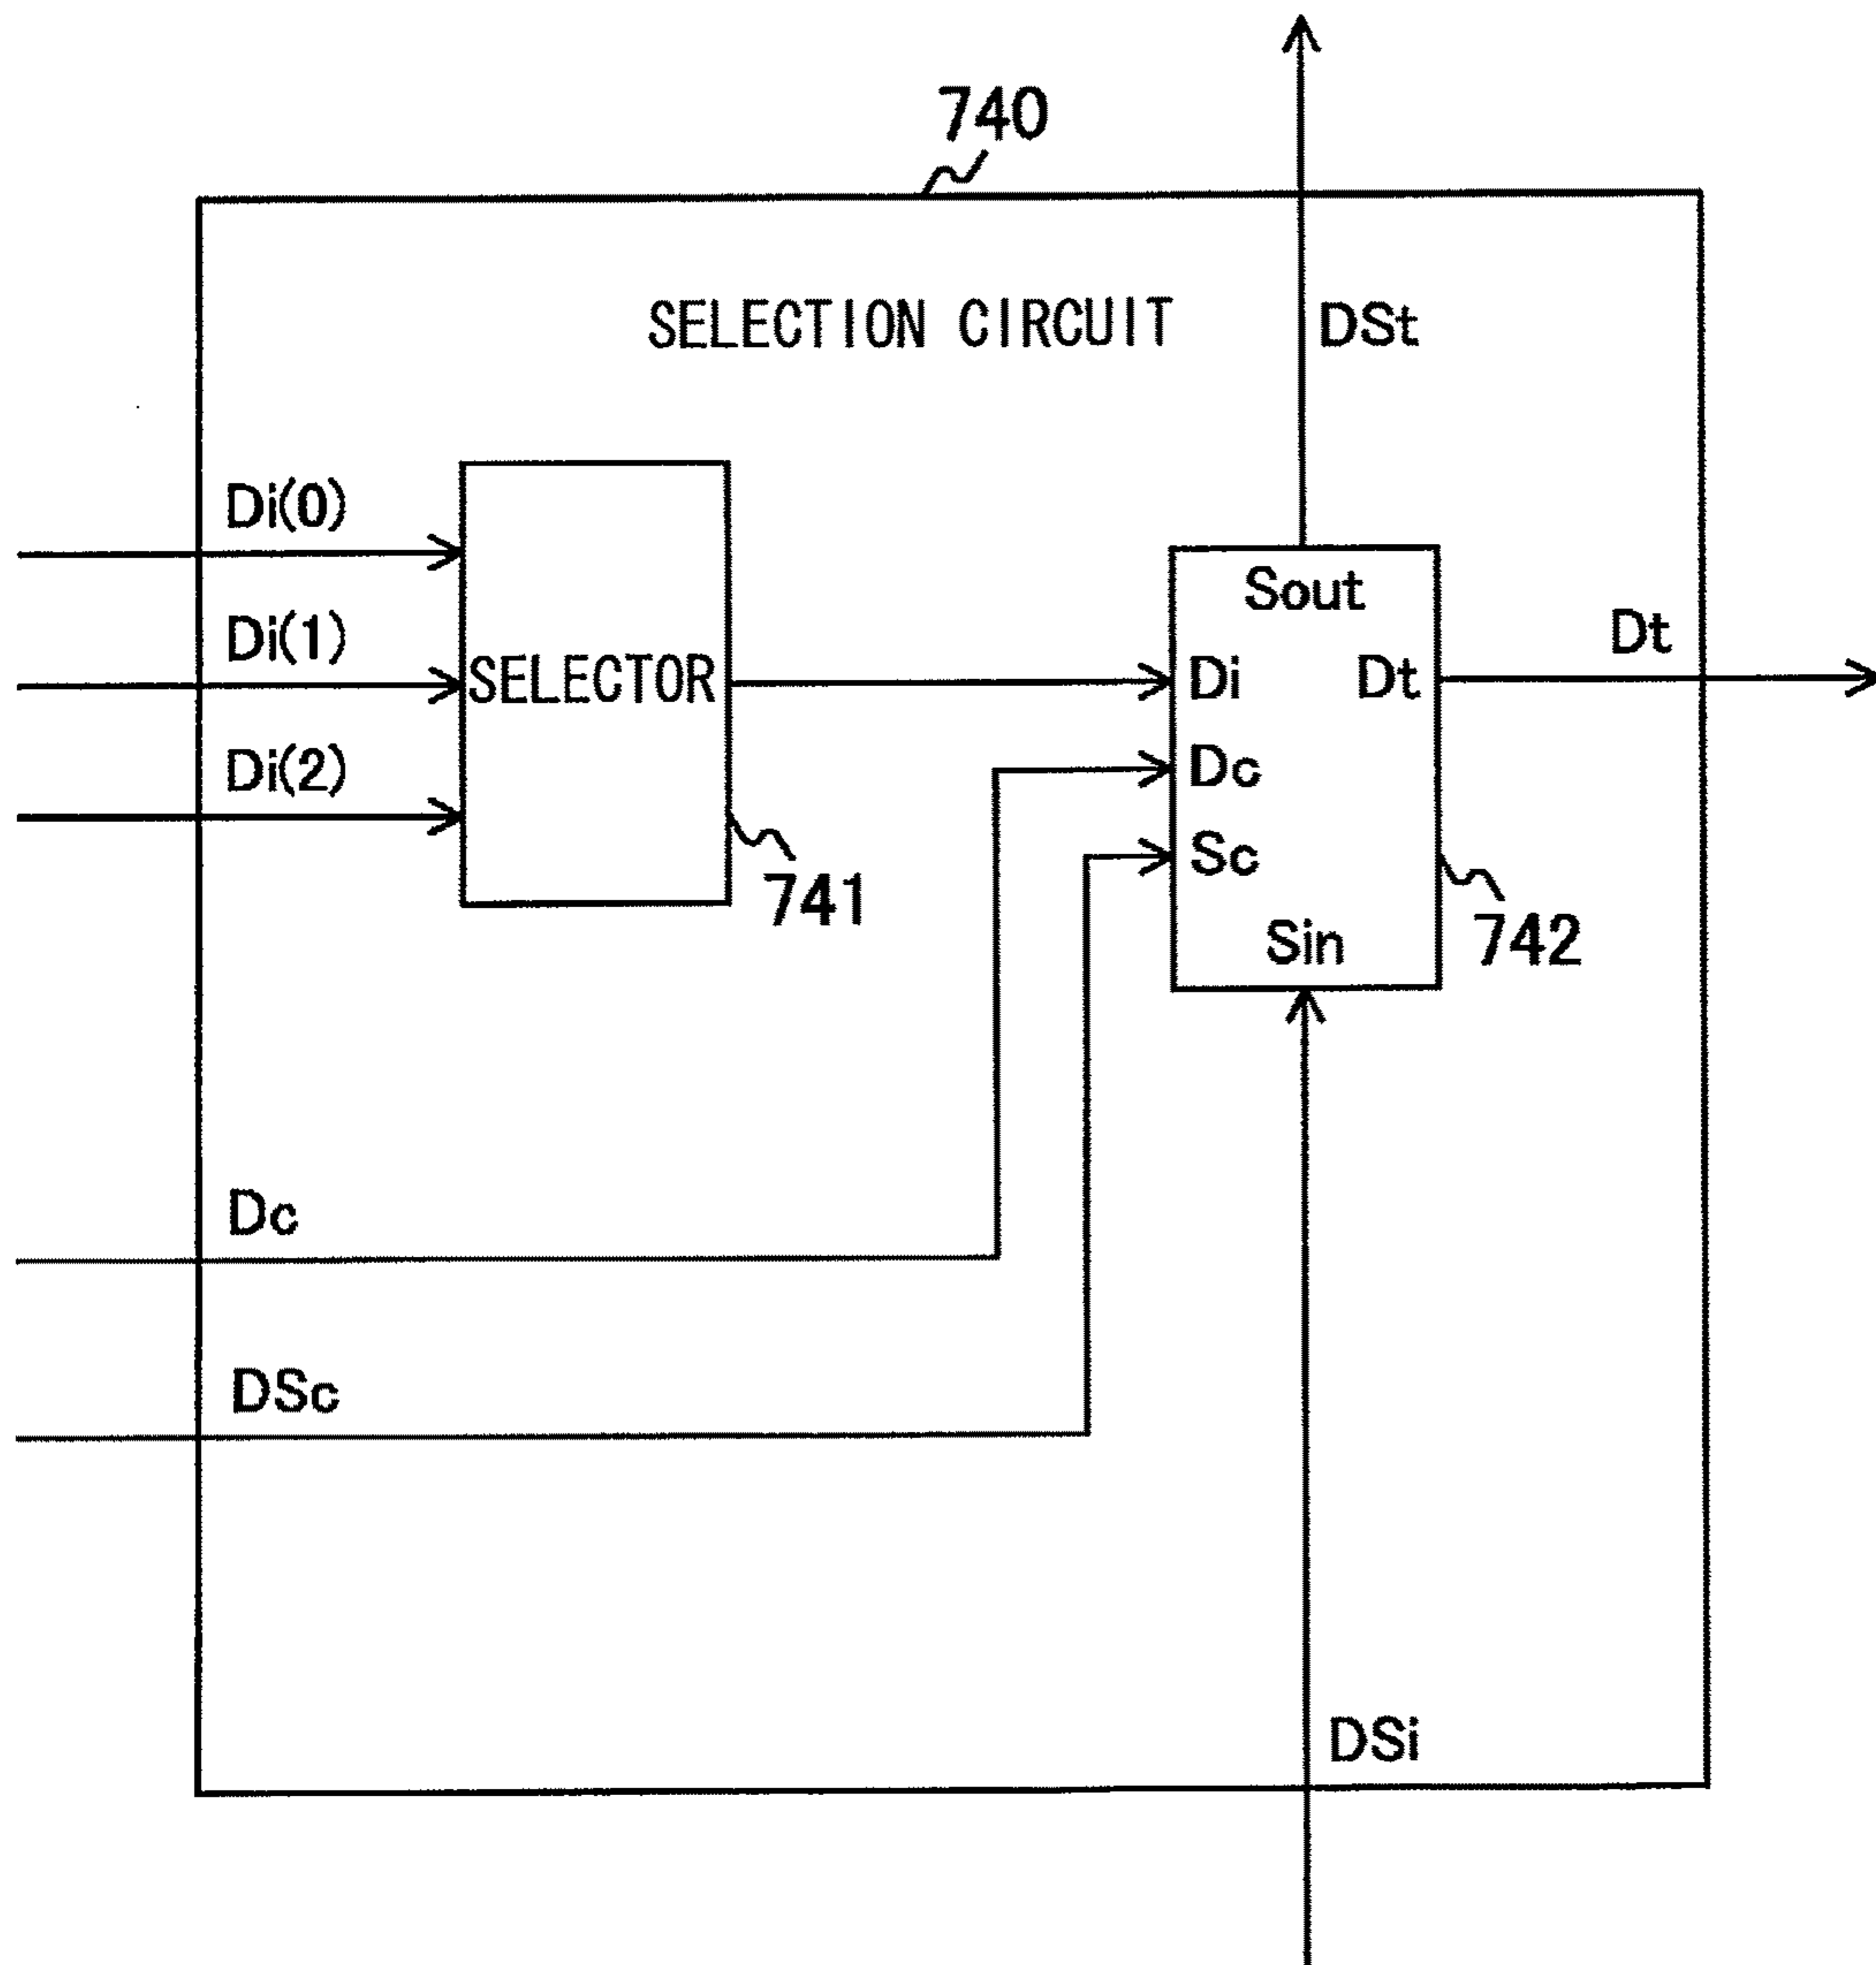 740
SELECTION CIRCUIT
DSt
Di(0)
Di(1)
Di(2)
SELECTOR
741
Sout
Di
Dt
Dc
Sc
Sin
742
Dt
Dc
DSc
DSi